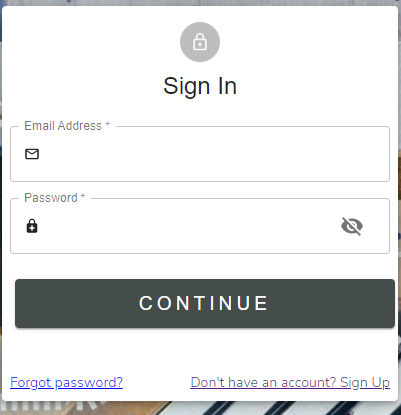 Sign In
Email Address *
Password *
CONTINUE
Forgot password? Don't have an account? Sign Up